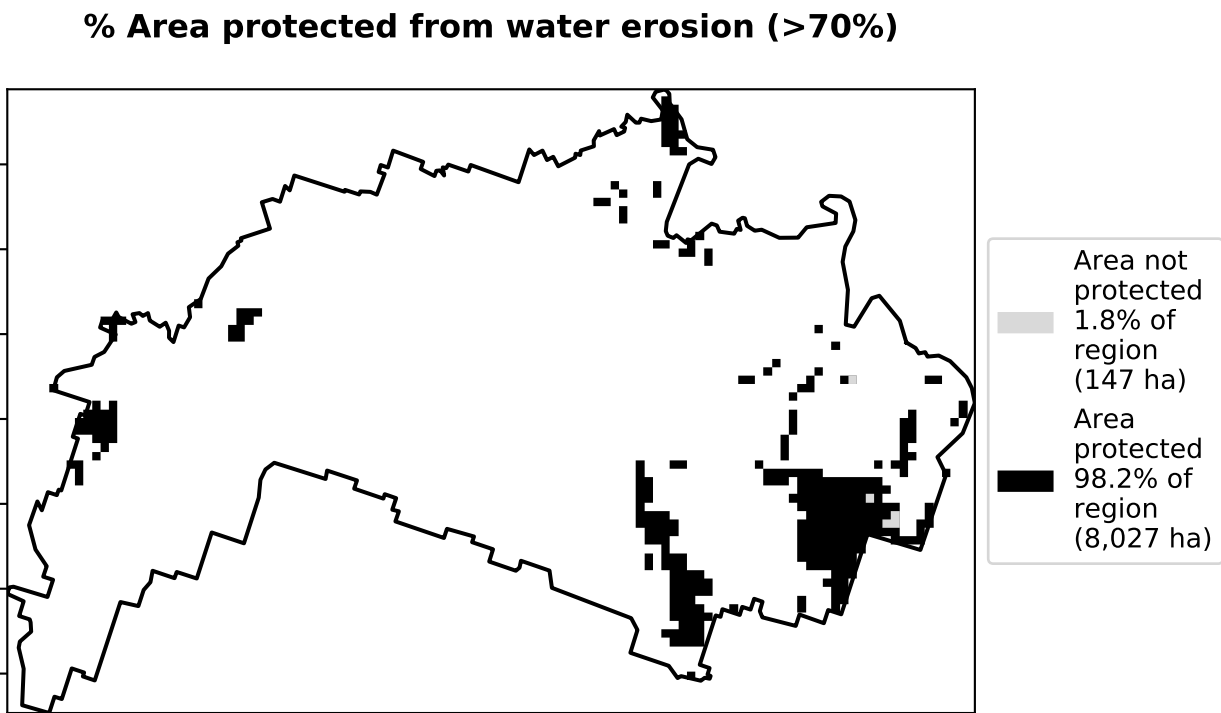 % Area protected from water erosion (>70%)
Area not
protected
1.8% of
region
(147 ha)
Area
protected
98.2% of
region
(8,027 ha)